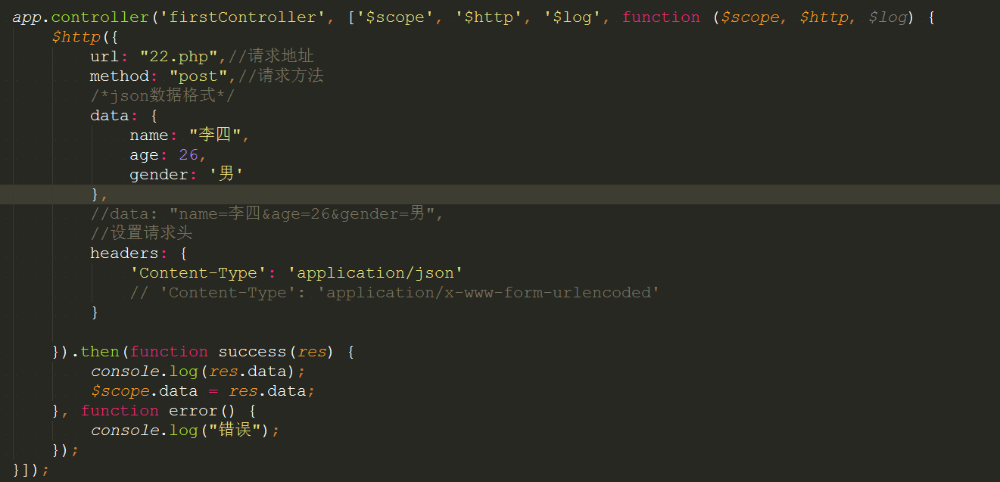 app.controller('firstController', ['$scope', '$http', '$log', function ($scope, $http, $log) {
    $http({
        url: "22.php",//请求地址
        method: "post",//请求方法
        /*json数据格式*/
        data: {
            name: "李四",
            age: 26,
            gender: '男'
        },
        //data: "name=李四&age=26&gender=男",
        //设置请求头
        headers: {
            'Content-Type': 'application/json'
            // 'Content-Type': 'application/x-www-form-urlencoded'
        }
    }).then(function success(res) {
        console.log(res.data);
        $scope.data = res.data;
    }, function error() {
        console.log("错误");
    });
}]);